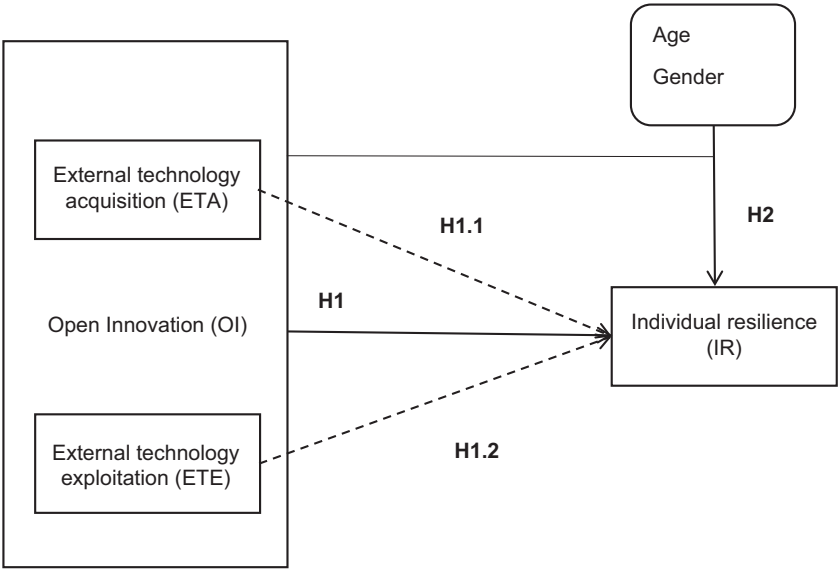 Age
Gender
External technology
acquisition (ETA)
H1.1
H2
H1
Open Innovation (OI)
Individual resilience
(IR)
External technology
exploitation (ETE)
H1.2